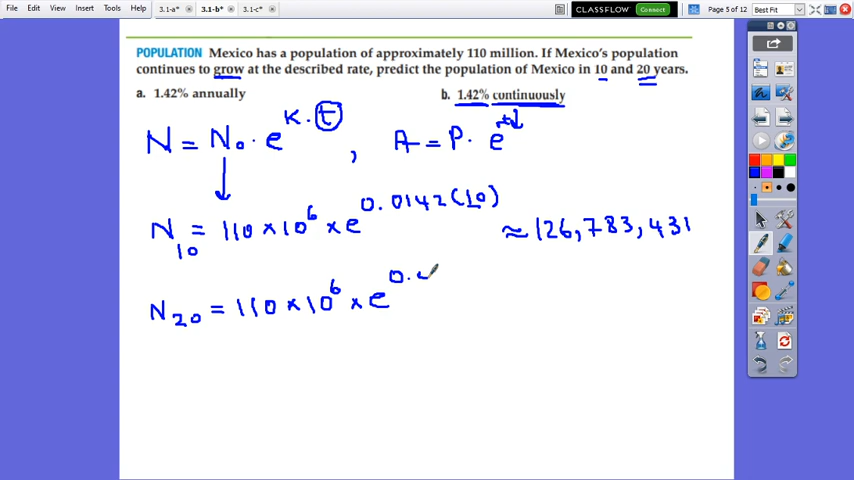 File Edit View Insert Tools Help 3.1-a* 3.1-b* 3.1-c* CLASSFLOW Connect Page 5 of 12 Best Fit
POPULATION Mexico has a population of approximately 110 million. If Mexico's population
continues to grow at the described rate, predict the population of Mexico in 10 and 20 years.
a. 1.42% annually b. 1.42% continuously
N = N₀ · e^{k · t} , A = P · e^{rt}
N₁₀ = 110 × 10⁶ × e^{0.0142(10)} ≈ 126,783,431
N₂₀ = 110 × 10⁶ × e^{0.